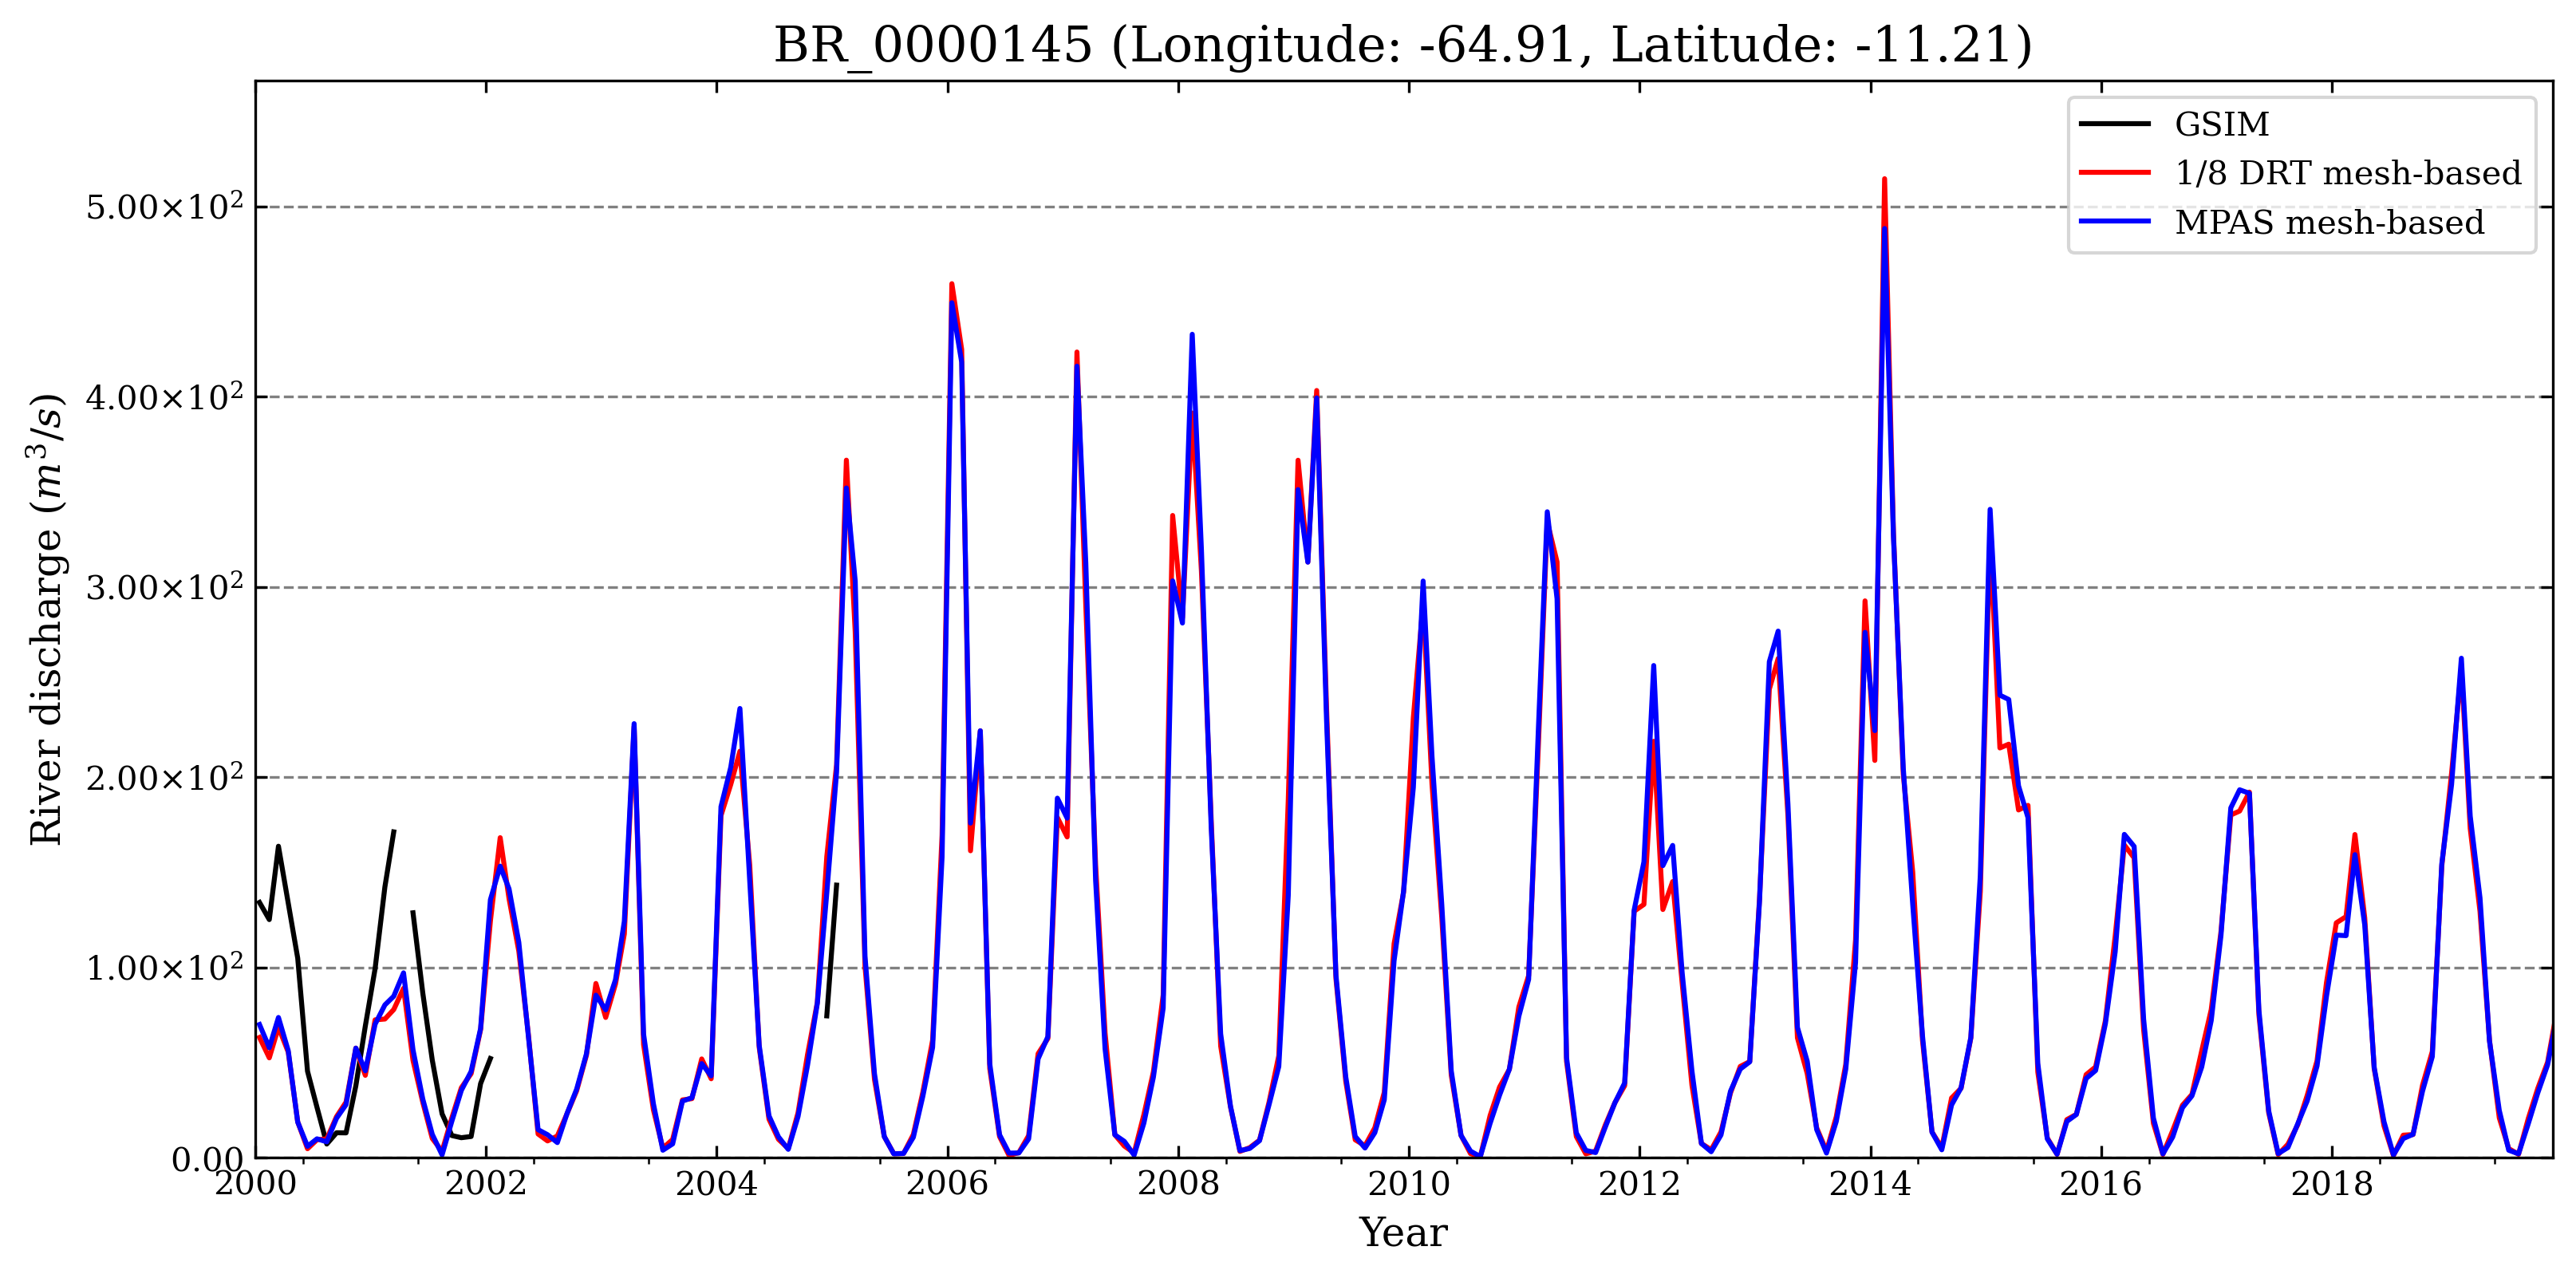 BR_0000145 (Longitude: -64.91, Latitude: -11.21)
GSIM
1/8 DRT mesh-based
MPAS mesh-based
River discharge (m³/s)
5.00×10²
4.00×10²
3.00×10²
2.00×10²
1.00×10²
0.00
2000 2002 2004 2006 2008 2010 2012 2014 2016 2018
Year